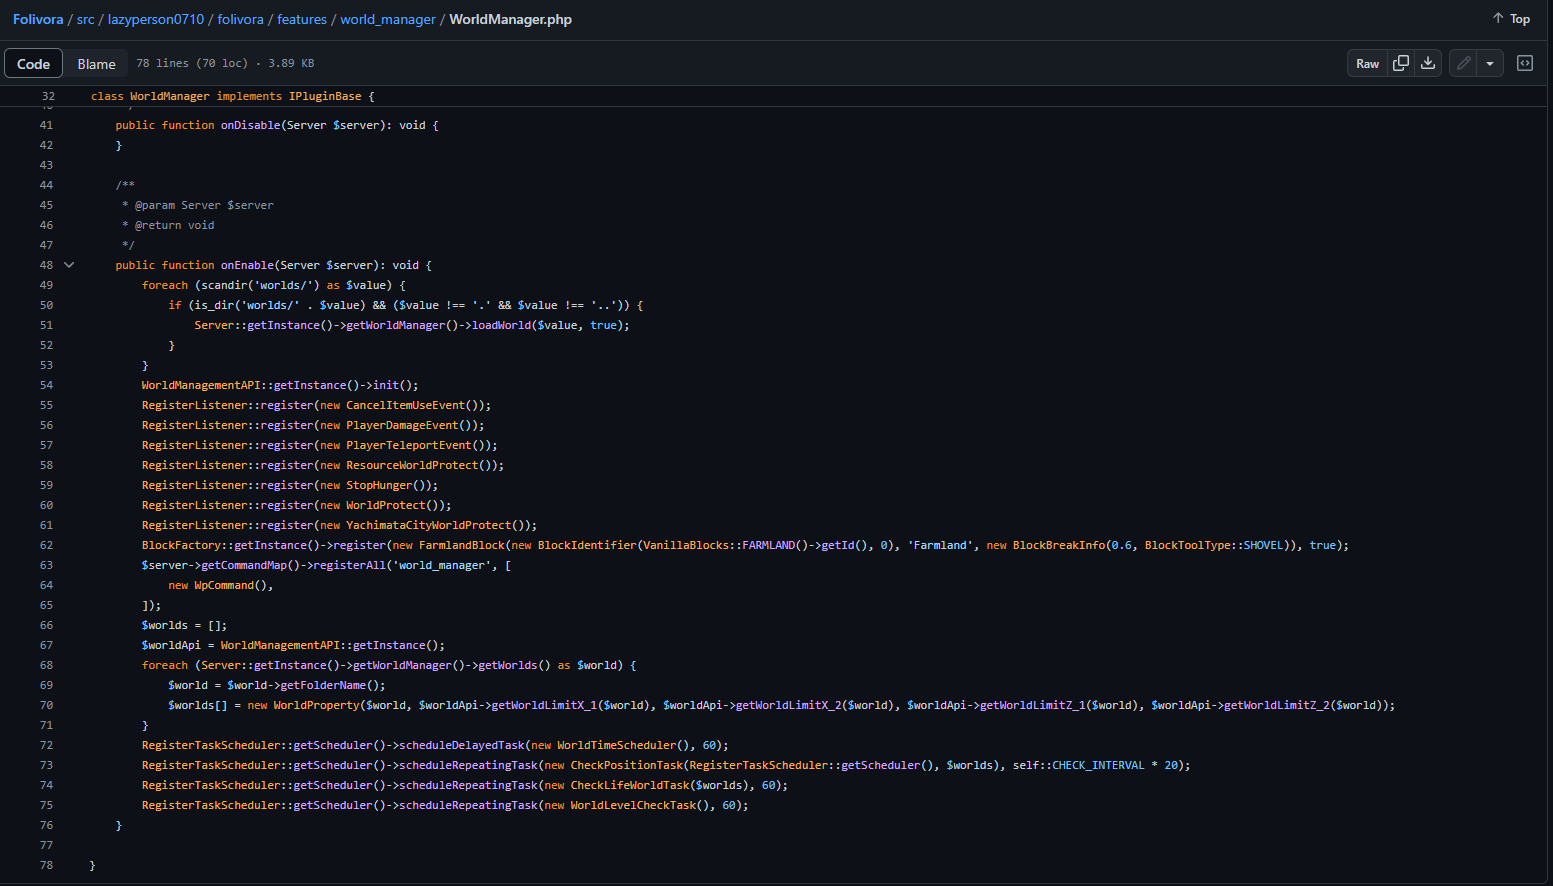 Folivora / src / lazyperson0710 / folivora / features / world_manager / WorldManager.php
Top
Code Blame 78 lines (70 loc) · 3.89 KB
Raw
32 class WorldManager implements IPluginBase {
41     public function onDisable(Server $server): void {
42     }
43
44     /**
45      * @param Server $server
46      * @return void
47      */
48     public function onEnable(Server $server): void {
49         foreach (scandir('worlds/') as $value) {
50             if (is_dir('worlds/' . $value) && ($value !== '.' && $value !== '..')) {
51                 Server::getInstance()->getWorldManager()->loadWorld($value, true);
52             }
53         }
54         WorldManagementAPI::getInstance()->init();
55         RegisterListener::register(new CancelItemUseEvent());
56         RegisterListener::register(new PlayerDamageEvent());
57         RegisterListener::register(new PlayerTeleportEvent());
58         RegisterListener::register(new ResourceWorldProtect());
59         RegisterListener::register(new StopHunger());
60         RegisterListener::register(new WorldProtect());
61         RegisterListener::register(new YachimataCityWorldProtect());
62         BlockFactory::getInstance()->register(new FarmlandBlock(new BlockIdentifier(VanillaBlocks::FARMLAND()->getId(), 0), 'Farmland', new BlockBreakInfo(0.6, BlockToolType::SHOVEL)), true);
63         $server->getCommandMap()->registerAll('world_manager', [
64             new WpCommand(),
65         ]);
66         $worlds = [];
67         $worldApi = WorldManagementAPI::getInstance();
68         foreach (Server::getInstance()->getWorldManager()->getWorlds() as $world) {
69             $world = $world->getFolderName();
70             $worlds[] = new WorldProperty($world, $worldApi->getWorldLimitX_1($world), $worldApi->getWorldLimitX_2($world), $worldApi->getWorldLimitZ_1($world), $worldApi->getWorldLimitZ_2($world));
71         }
72         RegisterTaskScheduler::getScheduler()->scheduleDelayedTask(new WorldTimeScheduler(), 60);
73         RegisterTaskScheduler::getScheduler()->scheduleRepeatingTask(new CheckPositionTask(RegisterTaskScheduler::getScheduler(), $worlds), self::CHECK_INTERVAL * 20);
74         RegisterTaskScheduler::getScheduler()->scheduleRepeatingTask(new CheckLifeWorldTask($worlds), 60);
75         RegisterTaskScheduler::getScheduler()->scheduleRepeatingTask(new WorldLevelCheckTask(), 60);
76     }
77
78 }